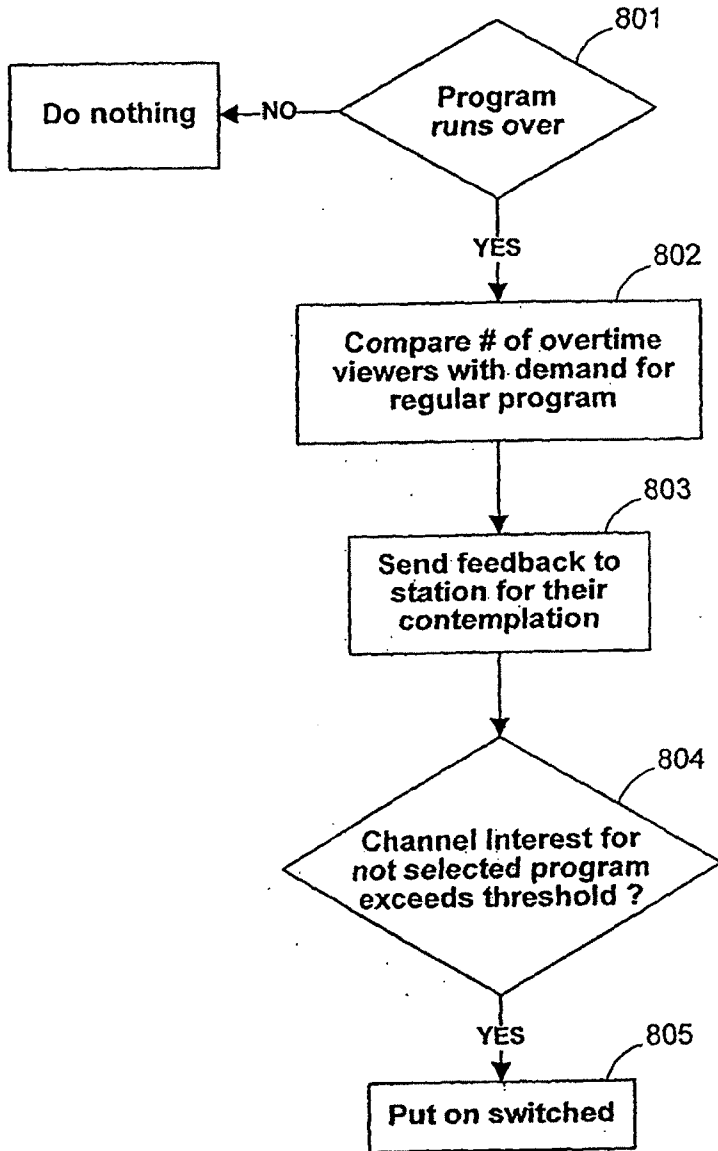 801
Program
runs over
NO
Do nothing
YES
802
Compare # of overtime
viewers with demand for
regular program
803
Send feedback to
station for their
contemplation
804
Channel Interest for
not selected program
exceeds threshold ?
YES
805
Put on switched